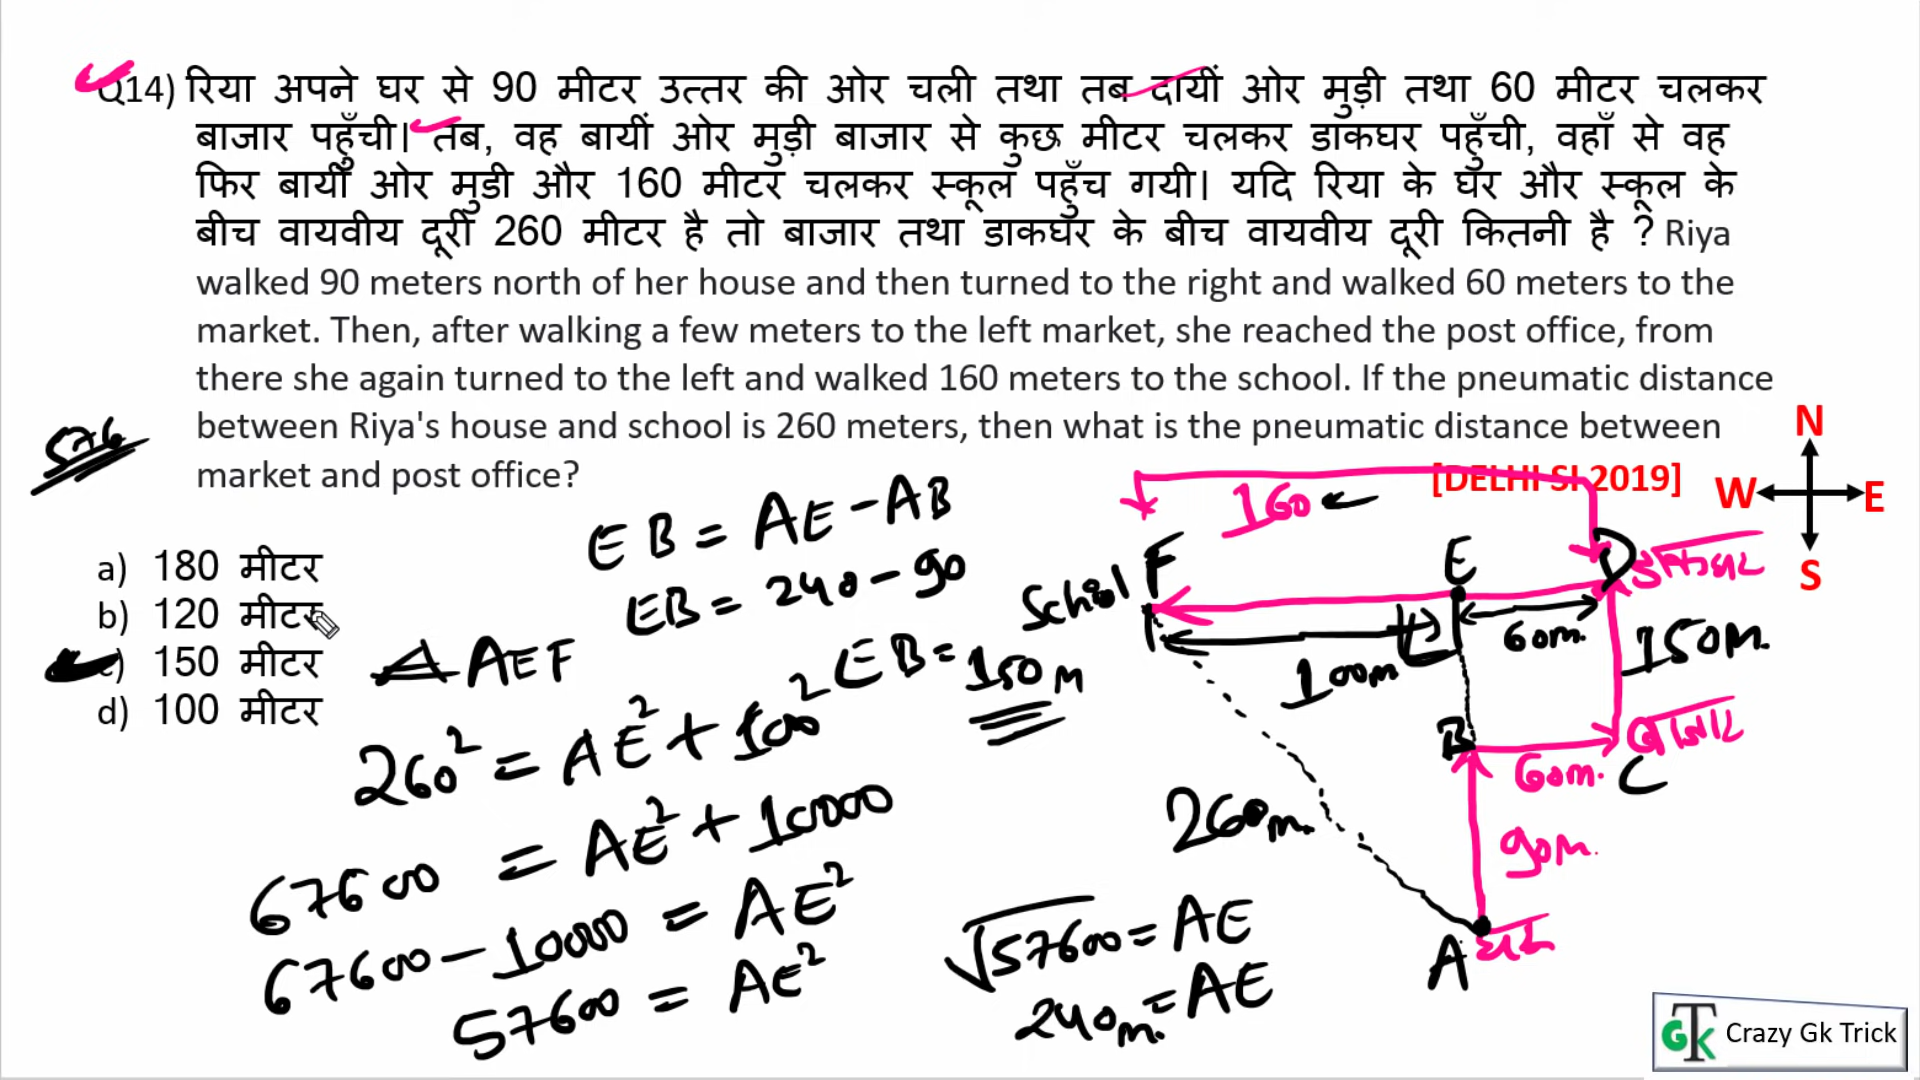 Q14) रिया अपने घर से 90 मीटर उत्तर की ओर चली तथा तब दायीं ओर मुड़ी तथा 60 मीटर चलकर
बाजार पहुँची। तब, वह बायीं ओर मुड़ी बाजार से कुछ मीटर चलकर डाकघर पहुँची, वहाँ से वह
फिर बायीं ओर मुडी और 160 मीटर चलकर स्कूल पहुँच गयी। यदि रिया के घर और स्कूल के
बीच वायवीय दूरी 260 मीटर है तो बाजार तथा डाकघर के बीच वायवीय दूरी कितनी है ? Riya
walked 90 meters north of her house and then turned to the right and walked 60 meters to the
market. Then, after walking a few meters to the left market, she reached the post office, from
there she again turned to the left and walked 160 meters to the school. If the pneumatic distance
between Riya's house and school is 260 meters, then what is the pneumatic distance between
market and post office?
[DELHI SI 2019]
576
N
W E
S
a) 180 मीटर
b) 120 मीटर
c) 150 मीटर
d) 100 मीटर
EB = AE - AB
EB = 240 - 90
EB = 150 M
Δ AEF
260² = AE² + 100²
67600 = AE² + 10000
67600 - 10000 = AE²
57600 = AE²
√57600 = AE
240m. = AE
160
School F
E
D डाकघर
60m.
100m
150M.
B
बाजार
60m. C
260m.
90m.
A घर
GTK Crazy Gk Trick